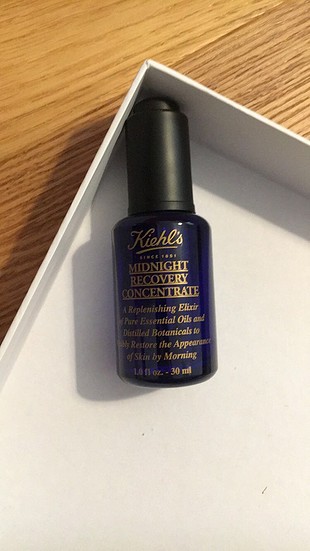 Kiehl's
SINCE 1851
MIDNIGHT
RECOVERY
CONCENTRATE
A Replenishing Elixir
Pure Essential Oils and
Distilled Botanicals to
Restore the Appearance
of Skin by Morning
1.0 fl. oz. - 30 ml